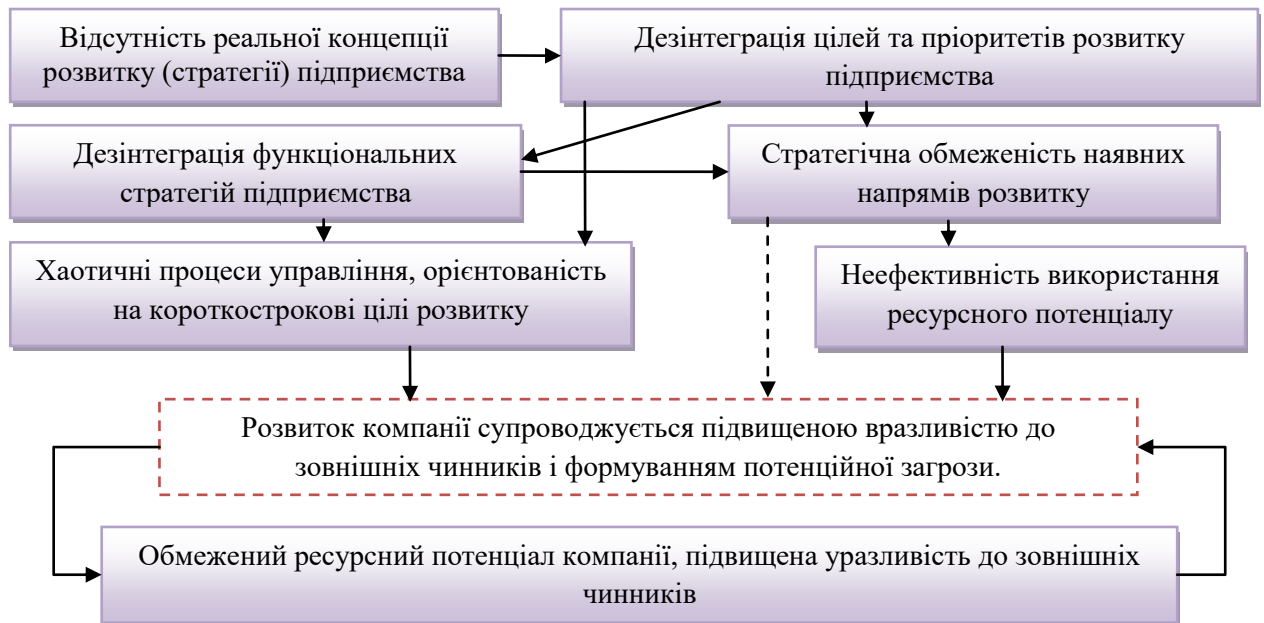 Відсутність реальної концепції
розвитку (стратегії) підприємства
Дезінтеграція цілей та пріоритетів розвитку
підприємства
Дезінтеграція функціональних
стратегій підприємства
Стратегічна обмеженість наявних
напрямів розвитку
Хаотичні процеси управління, орієнтованість
на короткострокові цілі розвитку
Неефективність використання
ресурсного потенціалу
Розвиток компанії супроводжується підвищеною вразливістю до
зовнішніх чинників і формуванням потенційної загрози.
Обмежений ресурсний потенціал компанії, підвищена уразливість до зовнішніх
чинників